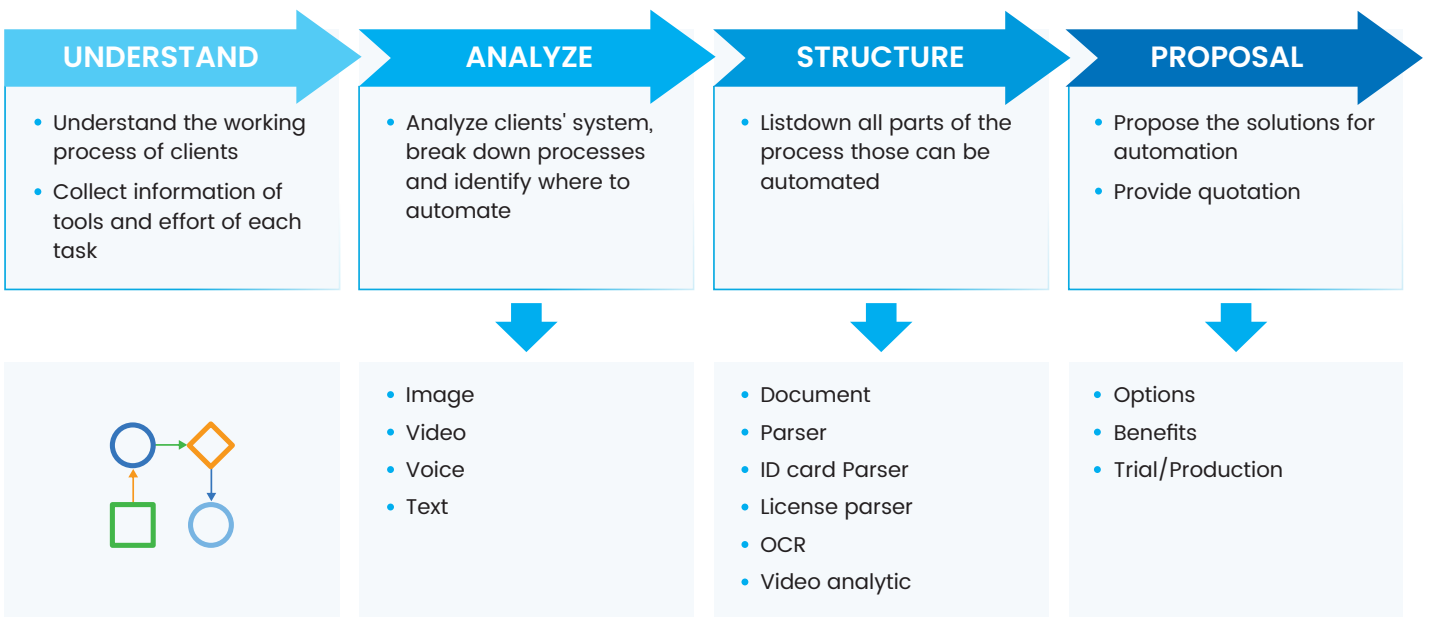 UNDERSTAND
• Understand the working
process of clients
• Collect information of
tools and effort of each
task
ANALYZE
• Analyze clients' system,
break down processes
and identify where to
automate
STRUCTURE
• Listdown all parts of the
process those can be
automated
PROPOSAL
• Propose the solutions for
automation
• Provide quotation
• Image
• Video
• Voice
• Text
• Document
• Parser
• ID card Parser
• License parser
• OCR
• Video analytic
• Options
• Benefits
• Trial/Production